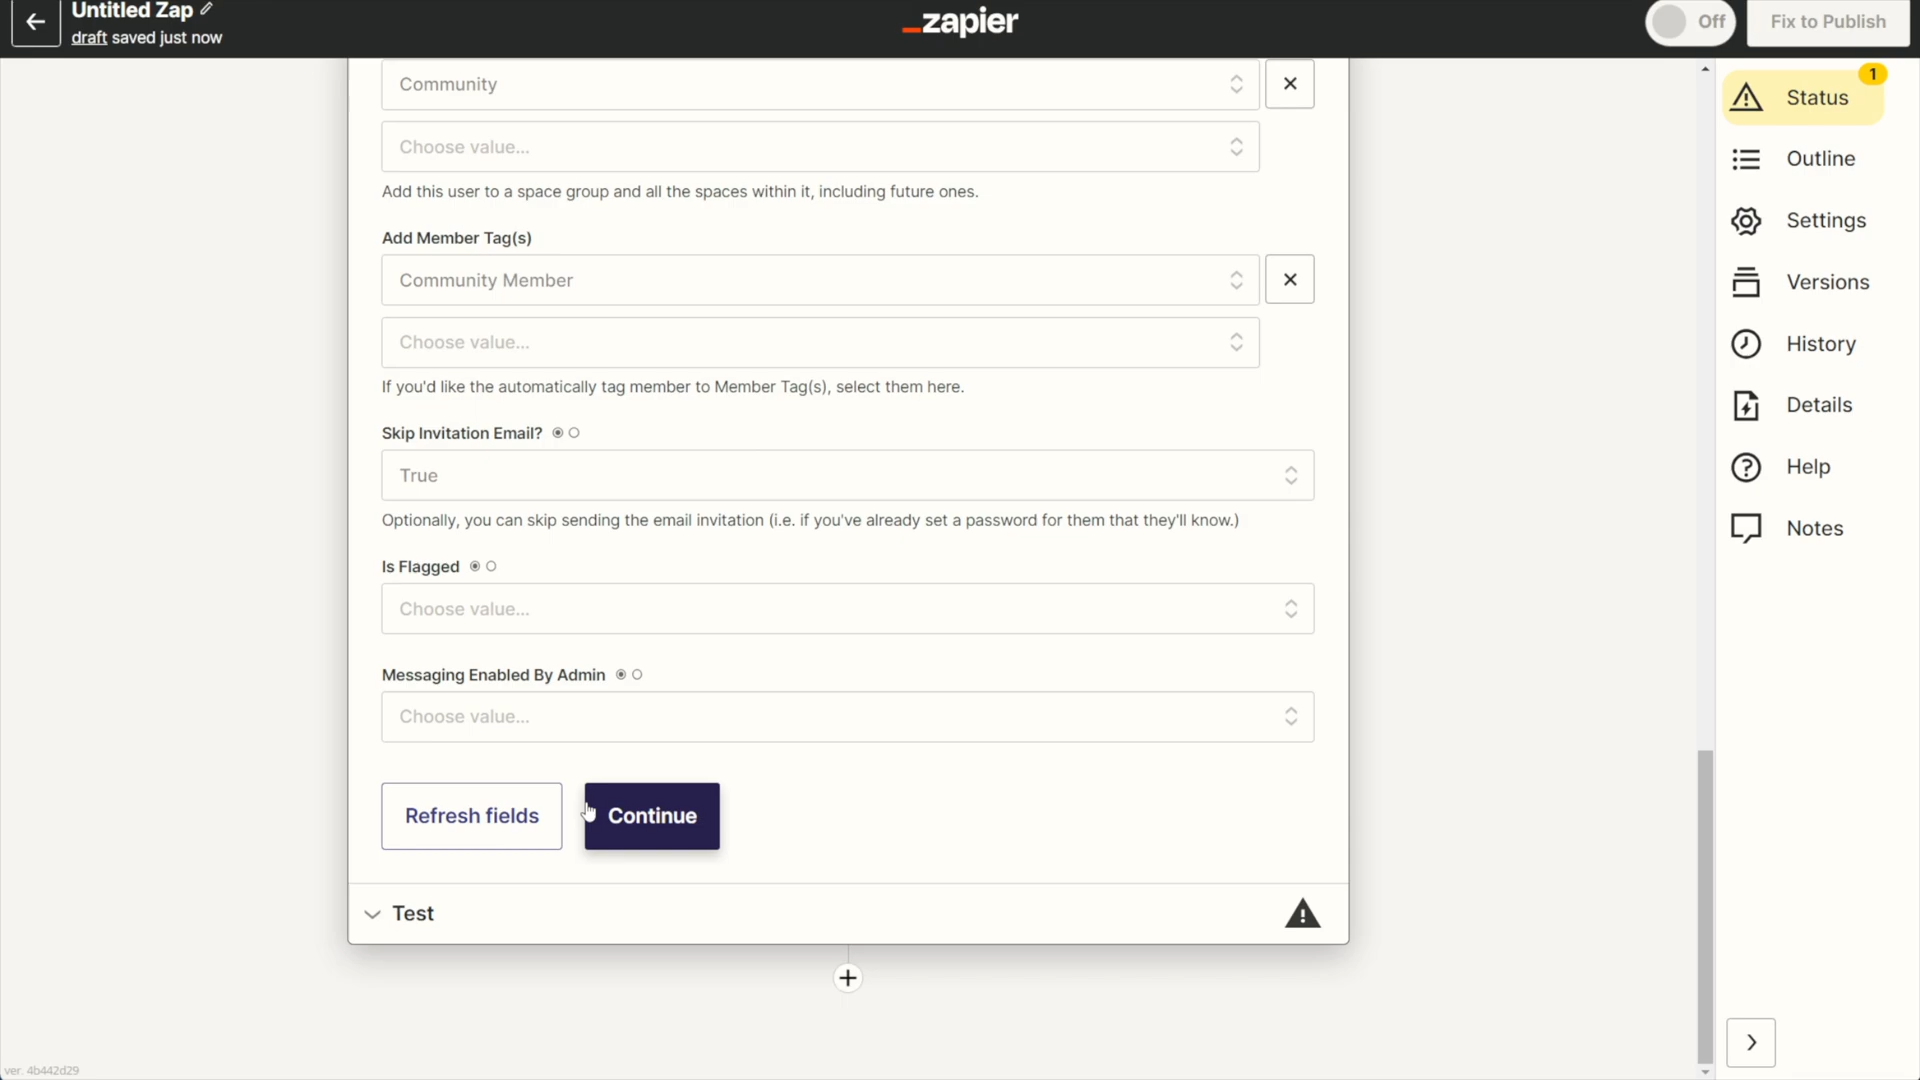 Untitled Zap
draft saved just now
zapier
Off
Fix to Publish
Community
Choose value...
Add this user to a space group and all the spaces within it, including future ones.
Add Member Tag(s)
Community Member
Choose value...
If you'd like the automatically tag member to Member Tag(s), select them here.
Skip Invitation Email?
True
Optionally, you can skip sending the email invitation (i.e. if you've already set a password for them that they'll know.)
Is Flagged
Choose value...
Messaging Enabled By Admin
Choose value...
Refresh fields
Continue
Test
1
Status
Outline
Settings
Versions
History
Details
Help
Notes
ver. 4b442d29